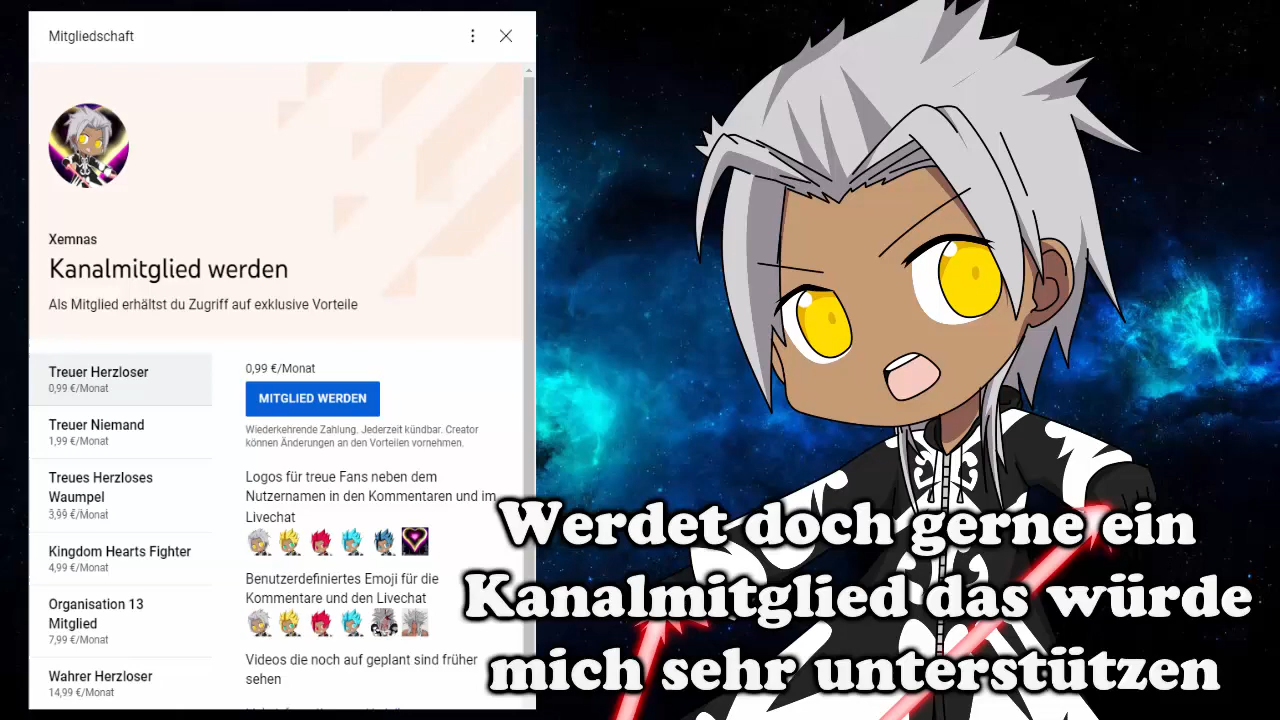 Mitgliedschaft
Xemnas
Kanalmitglied werden
Als Mitglied erhältst du Zugriff auf exklusive Vorteile
Treuer Herzloser
0,99 €/Monat
Treuer Niemand
1,99 €/Monat
Treues Herzloses
Waumpel
3,99 €/Monat
Kingdom Hearts Fighter
4,99 €/Monat
Organisation 13
Mitglied
7,99 €/Monat
Wahrer Herzloser
14,99 €/Monat
0,99 €/Monat
MITGLIED WERDEN
Wiederkehrende Zahlung. Jederzeit kündbar. Creator
können Änderungen an den Vorteilen vornehmen.
Logos für treue Fans neben dem
Nutzernamen in den Kommentaren und im
Livechat
Benutzerdefiniertes Emoji für die
Kommentare und den Livechat
Videos die noch auf geplant sind früher
sehen
Werdet doch gerne ein
Kanalmitglied das würde
mich sehr unterstützen